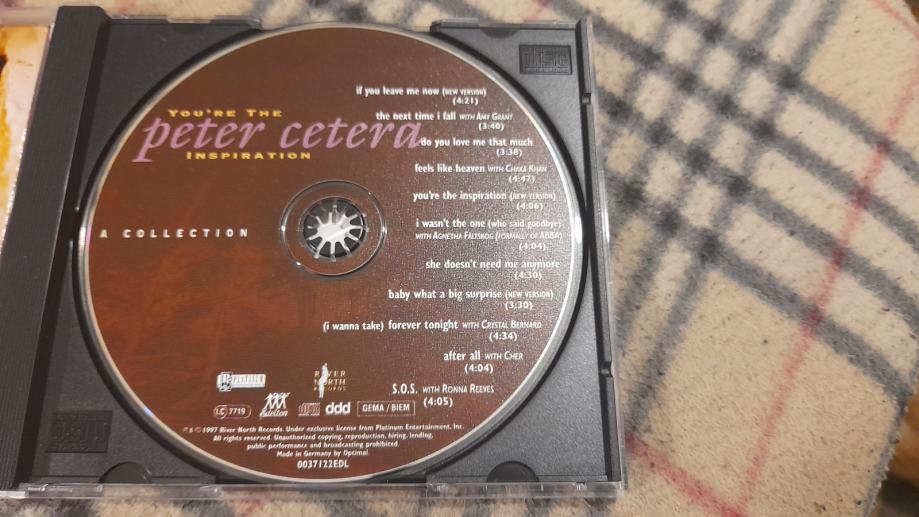 YOU'RE THE
peter cetera
INSPIRATION
A COLLECTION
if you leave me now (NEW VERSION)
(4:21)
the next time i fall WITH AMY GRANT
(3:40)
do you love me that much
(3:38)
feels like heaven WITH CHAKA KHAN
(4:47)
you're the inspiration (NEW VERSION)
(4:06)
i wasn't the one (who said goodbye)
WITH AGNETHA FÄLTSKOG (FORMALLY OF ABBA)
(4:04)
she doesn't need me anymore
(4:30)
baby what a big surprise (NEW VERSION)
(3:30)
(i wanna take) forever tonight WITH CRISTAL BERNARD
(4:34)
after all WITH CHER
(4:04)
S.O.S. WITH RONNA REEVES
(4:05)
PLATINUM
RIVER
NORTH
RECORDS
LC 7719
edelton
COMPACT
disc
DIGITAL AUDIO
ddd
GEMA / BIEM
℗ & © 1997 River North Records. Under exclusive license from Platinum Entertainment, Inc.
All rights reserved. Unauthorized copying, reproduction, hiring, lending,
public performance and broadcasting prohibited.
Made in Germany by Optimal
0037122EDL